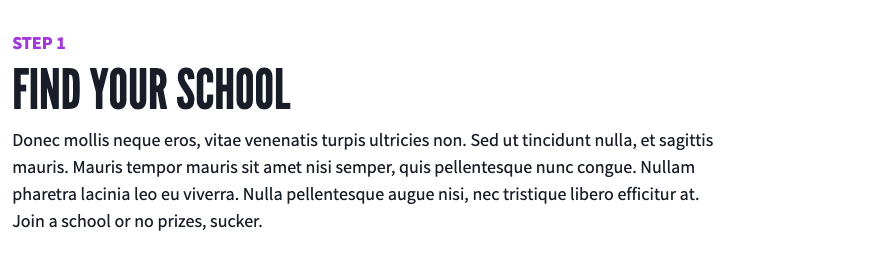 STEP 1
FIND YOUR SCHOOL
Donec mollis neque eros, vitae venenatis turpis ultricies non. Sed ut tincidunt nulla, et sagittis
mauris. Mauris tempor mauris sit amet nisi semper, quis pellentesque nunc congue. Nullam
pharetra lacinia leo eu viverra. Nulla pellentesque augue nisi, nec tristique libero efficitur at.
Join a school or no prizes, sucker.